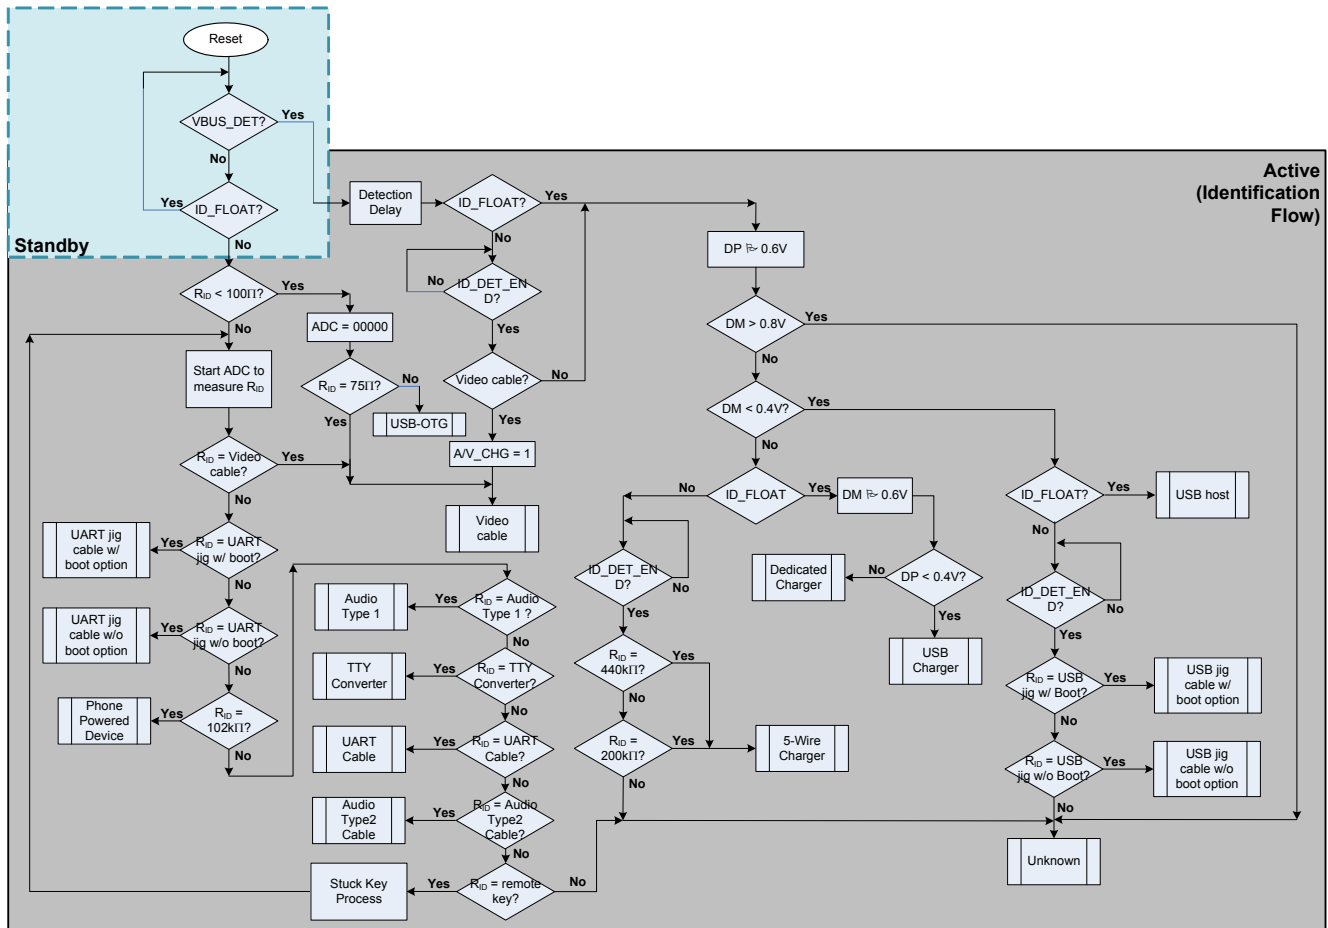 Reset
VBUS_DET?
Yes
No
ID_FLOAT?
Yes
No
Standby
Active
(Identification
Flow)
Detection
Delay
ID_FLOAT?
Yes
No
ID_DET_EN
D?
No
Yes
Video cable?
No
Yes
A/V_CHG = 1
Video
cable
RID < 100Π?
Yes
No
ADC = 00000
RID = 75Π?
No
Yes
USB-OTG
Start ADC to
measure RID
RID = Video
cable?
Yes
No
RID = UART
jig w/ boot?
Yes
No
UART jig
cable w/
boot option
RID = UART
jig w/o boot?
Yes
No
UART jig
cable w/o
boot option
RID =
102kΠ?
Yes
No
Phone
Powered
Device
RID = Audio
Type 1 ?
Yes
No
Audio
Type 1
RID = TTY
Converter?
Yes
No
TTY
Converter
RID = UART
Cable?
Yes
No
UART
Cable
RID = Audio
Type2
Cable?
Yes
No
Audio
Type2
Cable
RID = remote
key?
Yes
No
Stuck Key
Process
DP 0.6V
DM > 0.8V
Yes
No
DM < 0.4V?
Yes
No
ID_FLOAT
No
Yes
DM 0.6V
DP < 0.4V?
No
Yes
Dedicated
Charger
USB
Charger
ID_DET_EN
D?
No
Yes
RID =
440kΠ?
Yes
No
RID =
200kΠ?
Yes
No
5-Wire
Charger
ID_FLOAT?
Yes
No
USB host
ID_DET_EN
D?
No
Yes
RID = USB
jig w/ Boot?
Yes
No
USB jig
cable w/
boot option
RID = USB
jig w/o Boot?
Yes
No
USB jig
cable w/o
boot option
Unknown